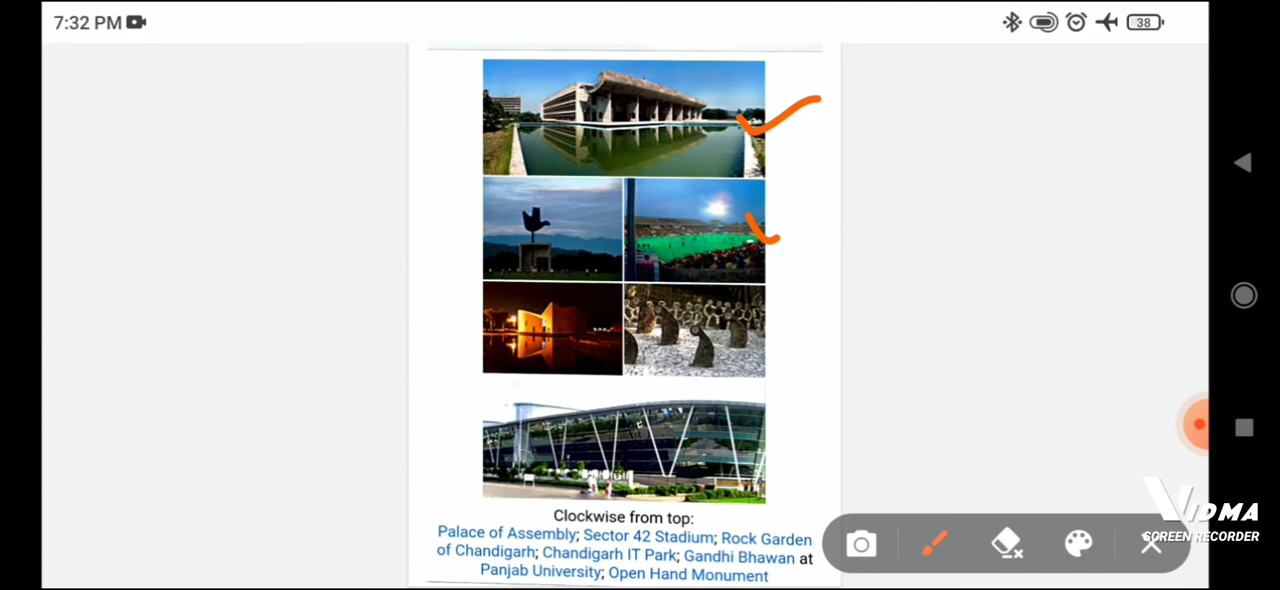 7:32 PM
38
Clockwise from top:
Palace of Assembly; Sector 42 Stadium; Rock Garden
of Chandigarh; Chandigarh IT Park; Gandhi Bhawan at
Panjab University; Open Hand Monument
VIDMA
SCREEN RECORDER